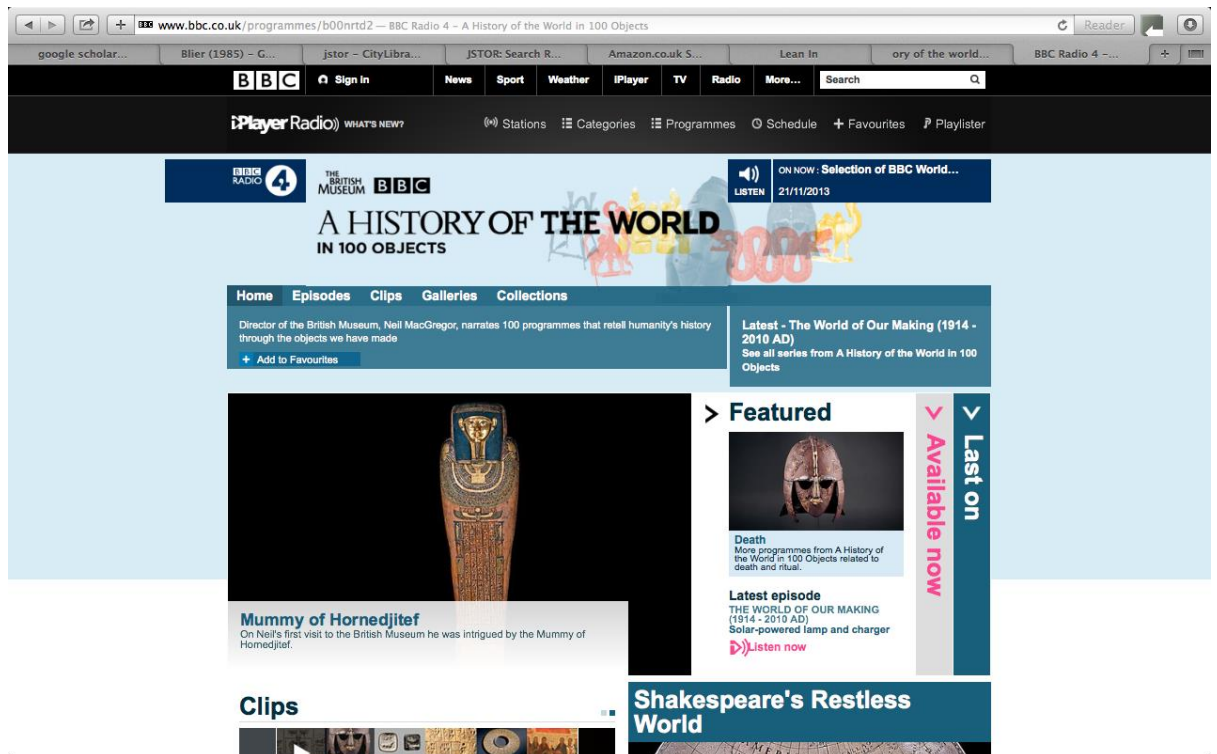 www.bbc.co.uk/programmes/b00nrtd2 — BBC Radio 4 – A History of the World in 100 Objects
Reader
google scholar...
Blier (1985) – G...
jstor – CityLibra...
JSTOR: Search R...
Amazon.co.uk S...
Lean In
ory of the world...
BBC Radio 4 –...
BBC
Sign in
News
Sport
Weather
iPlayer
TV
Radio
More...
Search
iPlayer Radio WHAT'S NEW?
Stations
Categories
Programmes
Schedule
Favourites
Playlister
BBC RADIO 4
THE BRITISH MUSEUM BBC
LISTEN
ON NOW : Selection of BBC World...
21/11/2013
A HISTORY OF THE WORLD
IN 100 OBJECTS
Home
Episodes
Clips
Galleries
Collections
Director of the British Museum, Neil MacGregor, narrates 100 programmes that retell humanity's history
through the objects we have made
+ Add to Favourites
Latest - The World of Our Making (1914 -
2010 AD)
See all series from A History of the World in 100
Objects
Mummy of Hornedjitef
On Neil's first visit to the British Museum he was intrigued by the Mummy of
Hornedjitef.
Featured
Death
More programmes from A History of
the World in 100 Objects related to
death and ritual.
Latest episode
THE WORLD OF OUR MAKING
(1914 - 2010 AD)
Solar-powered lamp and charger
Listen now
Available now
Last on
Clips
Shakespeare's Restless
World